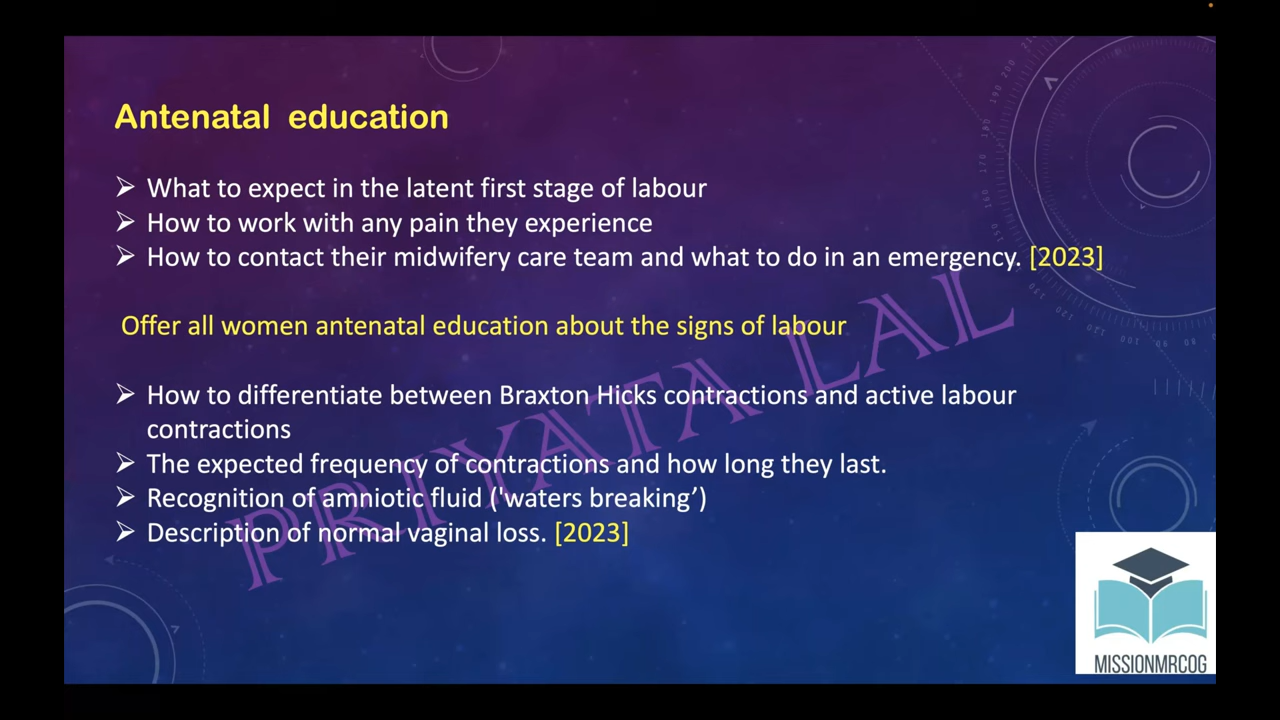 Antenatal education
➢ What to expect in the latent first stage of labour
➢ How to work with any pain they experience
➢ How to contact their midwifery care team and what to do in an emergency. [2023]
Offer all women antenatal education about the signs of labour
➢ How to differentiate between Braxton Hicks contractions and active labour
contractions
➢ The expected frequency of contractions and how long they last.
➢ Recognition of amniotic fluid ('waters breaking’)
➢ Description of normal vaginal loss. [2023]
PRIYATA LAL
MISSIONMRCOG